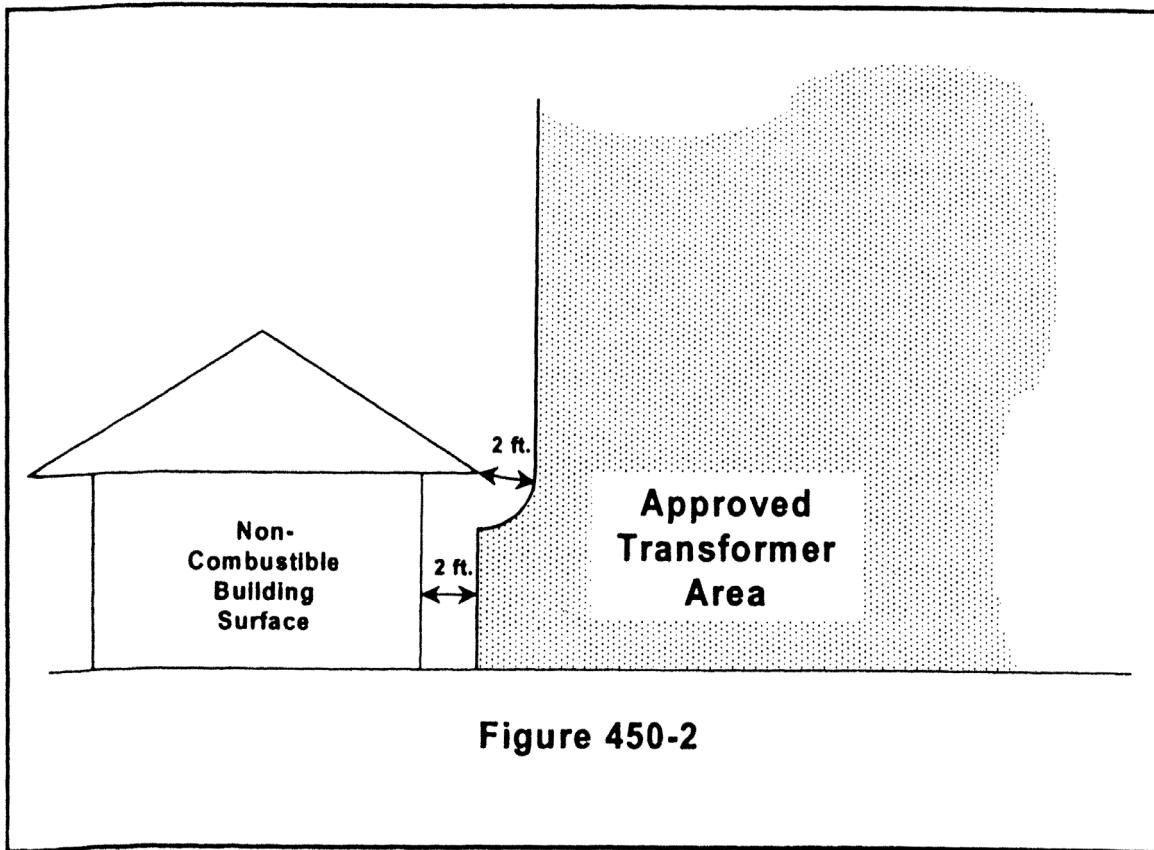 2 ft.
Non-
Combustible
Building
Surface
2 ft.
Approved
Transformer
Area
Figure 450-2